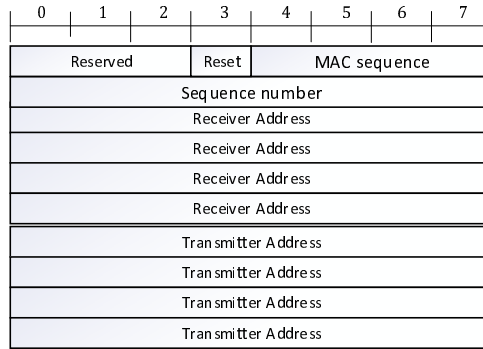 0 1 2 3 4 5 6 7
Reserved Reset MAC sequence
Sequence number
Receiver Address
Receiver Address
Receiver Address
Receiver Address
Transmitter Address
Transmitter Address
Transmitter Address
Transmitter Address